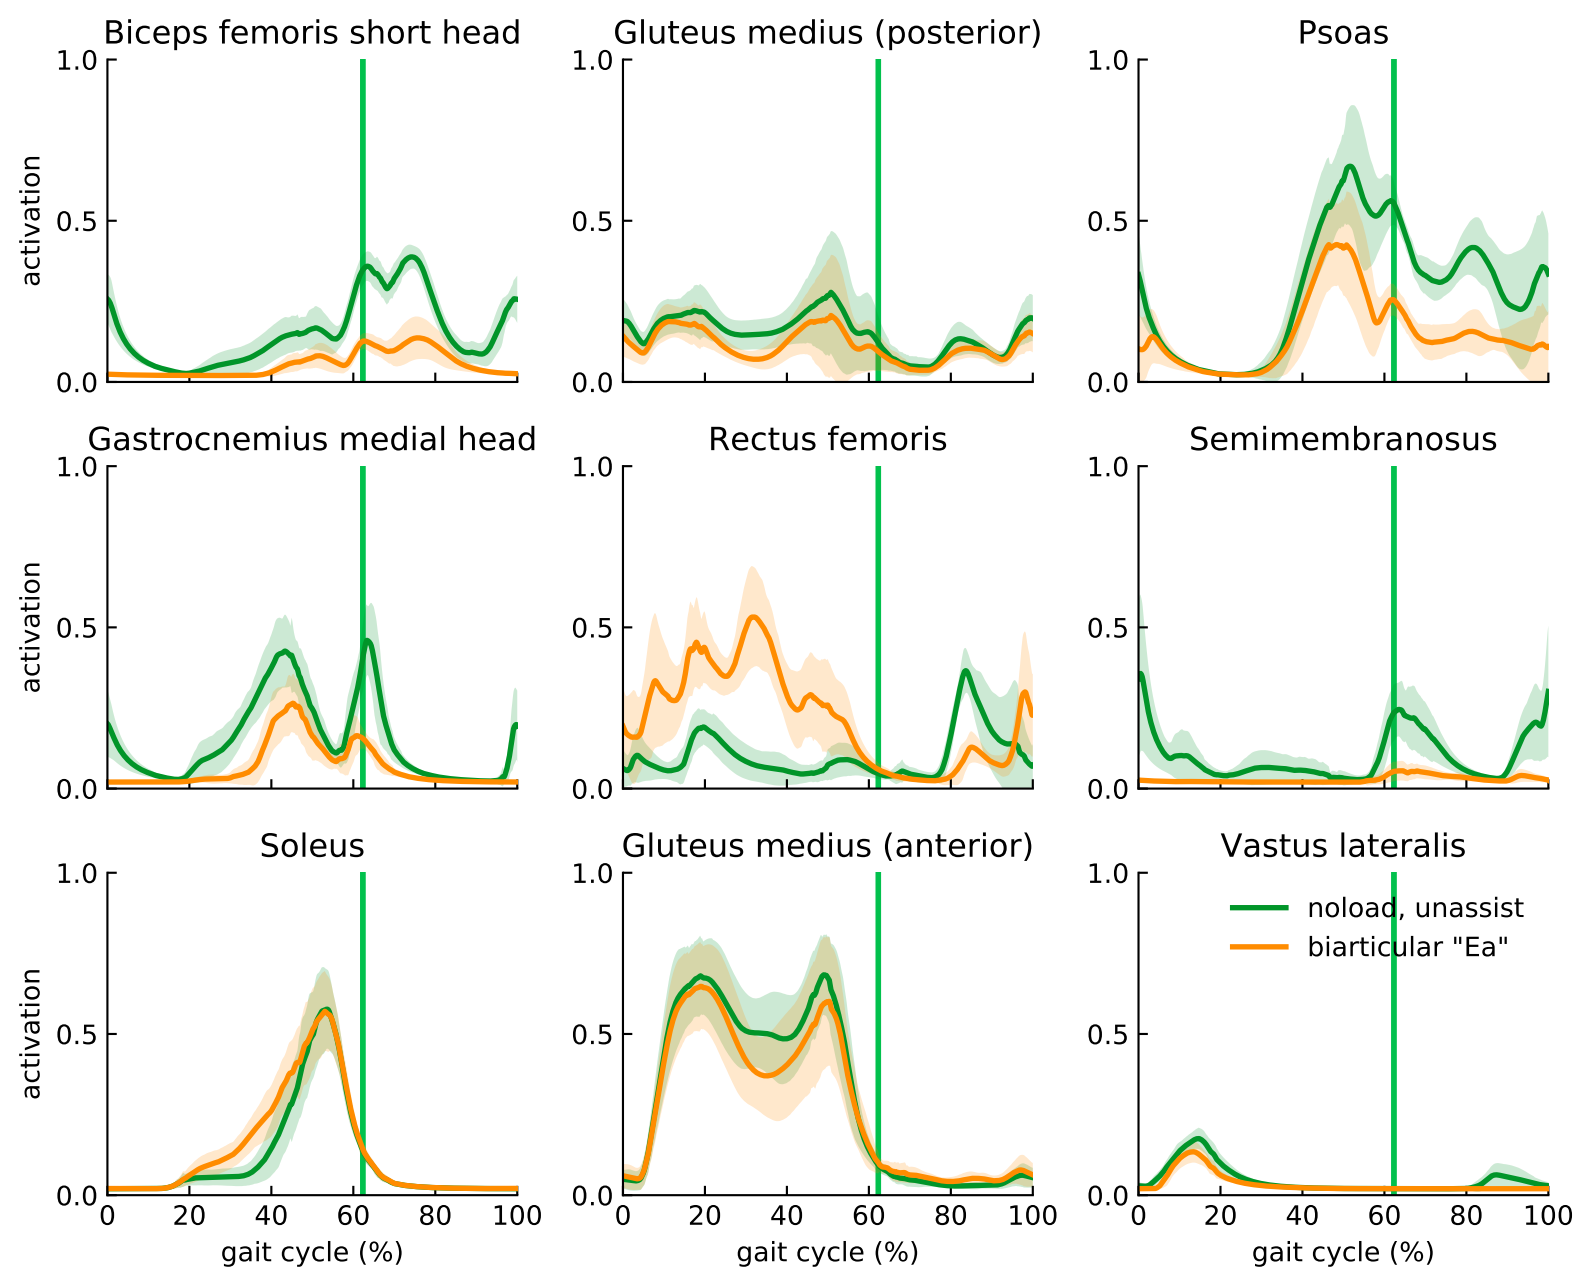 Biceps femoris short head
Gluteus medius (posterior)
Psoas
1.0
0.5
0.0
activation
1.0
0.5
0.0
1.0
0.5
0.0
Gastrocnemius medial head
Rectus femoris
Semimembranosus
1.0
0.5
0.0
activation
1.0
0.5
0.0
1.0
0.5
0.0
Soleus
Gluteus medius (anterior)
Vastus lateralis
1.0
0.5
0.0
activation
0 20 40 60 80 100
gait cycle (%)
1.0
0.5
0.0
0 20 40 60 80 100
gait cycle (%)
1.0
0.5
0.0
noload, unassist
biarticular "Ea"
0 20 40 60 80 100
gait cycle (%)